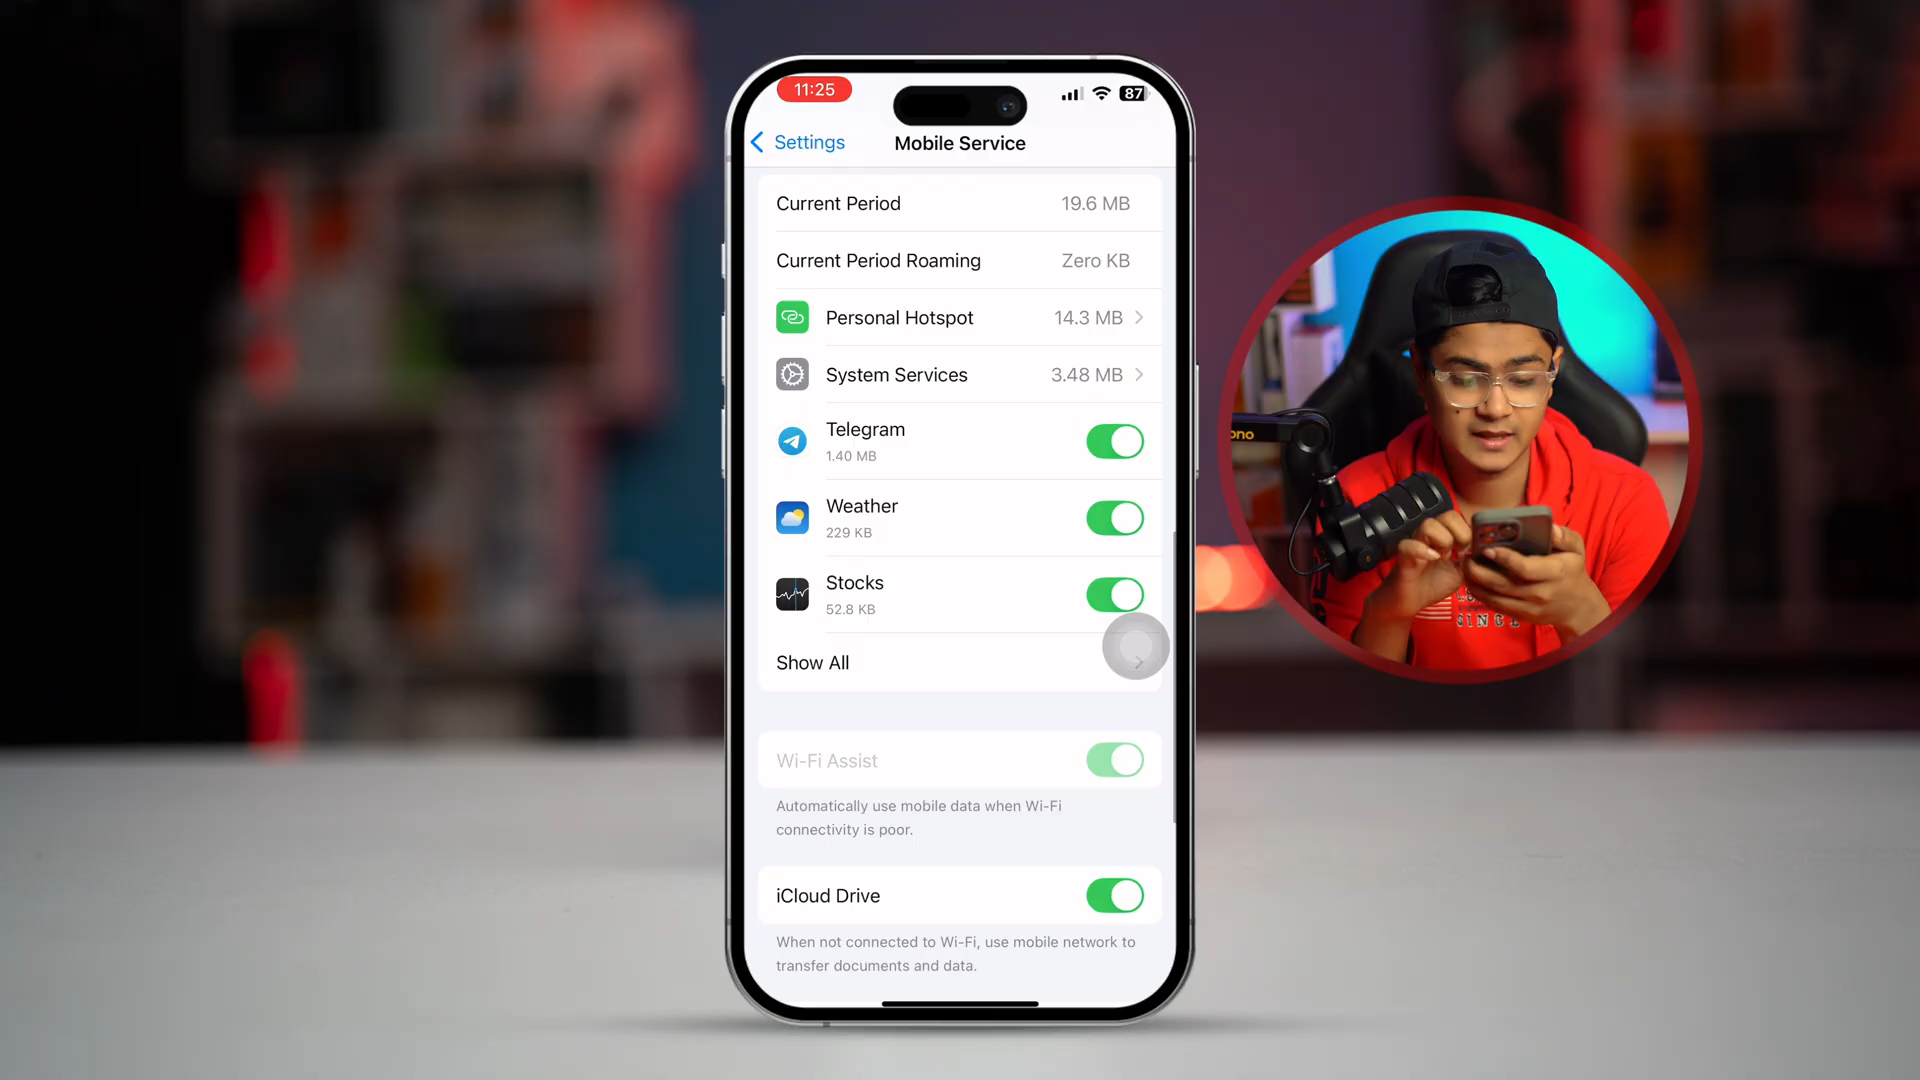 11:25
87
Settings
Mobile Service
Current Period
19.6 MB
Current Period Roaming
Zero KB
Personal Hotspot
14.3 MB
System Services
3.48 MB
Telegram
1.40 MB
Weather
229 KB
Stocks
52.8 KB
Show All
Wi-Fi Assist
Automatically use mobile data when Wi-Fi
connectivity is poor.
iCloud Drive
When not connected to Wi-Fi, use mobile network to
transfer documents and data.
ono
SINCE